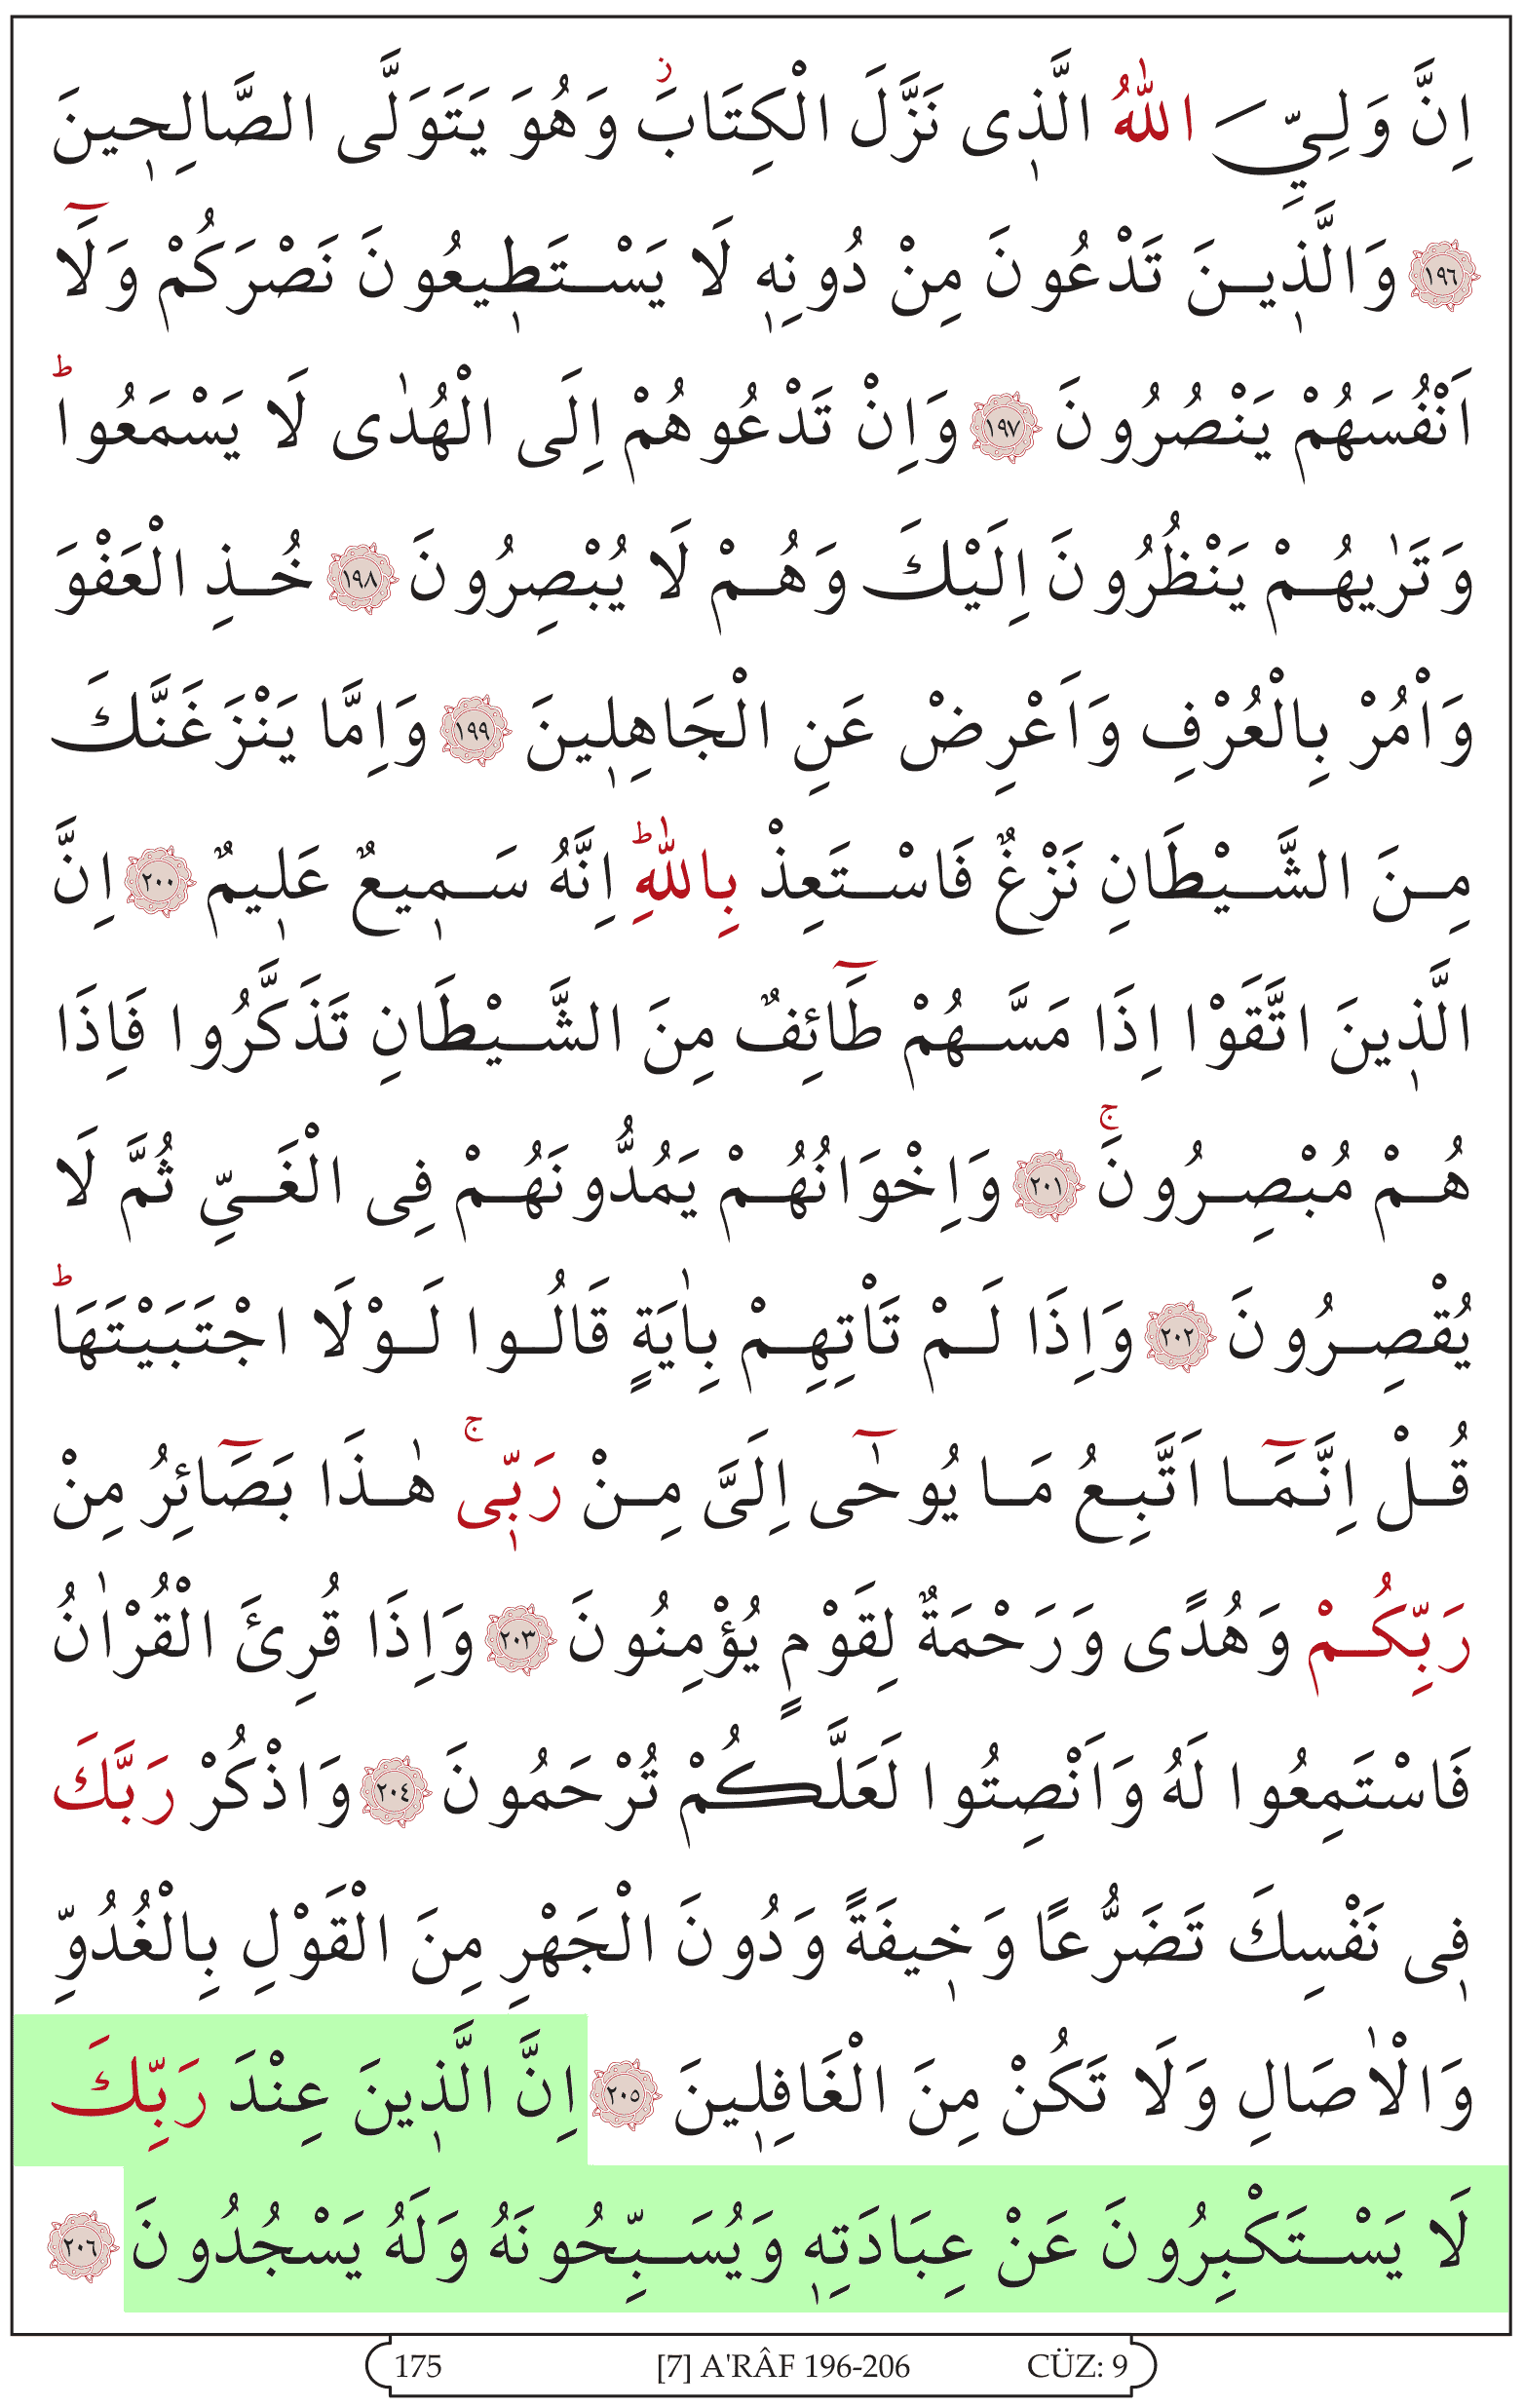 اِنَّ وَلِيِّيَ اللّٰهُ الَّذٖى نَزَّلَ الْكِتَابَؗ وَهُوَ يَتَوَلَّى الصَّالِحٖينَ
﴿١٩٦﴾ وَالَّذٖينَ تَدْعُونَ مِنْ دُونِهٖ لَا يَسْتَطٖيعُونَ نَصْرَكُمْ وَلَٓا
اَنْفُسَهُمْ يَنْصُرُونَ ﴿١٩٧﴾ وَاِنْ تَدْعُوهُمْ اِلَى الْهُدٰى لَا يَسْمَعُواؕ
وَتَرٰيهُمْ يَنْظُرُونَ اِلَيْكَ وَهُمْ لَا يُبْصِرُونَ ﴿١٩٨﴾ خُذِ الْعَفْوَ
وَاْمُرْ بِالْعُرْفِ وَاَعْرِضْ عَنِ الْجَاهِلٖينَ ﴿١٩٩﴾ وَاِمَّا يَنْزَغَنَّكَ
مِنَ الشَّيْطَانِ نَزْغٌ فَاسْتَعِذْ بِاللّٰهِؕ اِنَّهُ سَمٖيعٌ عَلٖيمٌ ﴿٢٠٠﴾ اِنَّ
الَّذٖينَ اتَّقَوْا اِذَا مَسَّهُمْ طَٓائِفٌ مِنَ الشَّيْطَانِ تَذَكَّرُوا فَاِذَا
هُمْ مُبْصِرُونَۚ ﴿٢٠١﴾ وَاِخْوَانُهُمْ يَمُدُّونَهُمْ فِى الْغَيِّ ثُمَّ لَا
يُقْصِرُونَ ﴿٢٠٢﴾ وَاِذَا لَمْ تَاْتِهِمْ بِاٰيَةٍ قَالُوا لَوْلَا اجْتَبَيْتَهَاؕ
قُلْ اِنَّمَٓا اَتَّبِعُ مَا يُوحٰٓى اِلَىَّ مِنْ رَبّٖىۚ هٰذَا بَصَٓائِرُ مِنْ
رَبِّكُمْ وَهُدًى وَرَحْمَةٌ لِقَوْمٍ يُؤْمِنُونَ ﴿٢٠٣﴾ وَاِذَا قُرِئَ الْقُرْاٰنُ
فَاسْتَمِعُوا لَهُ وَاَنْصِتُوا لَعَلَّكُمْ تُرْحَمُونَ ﴿٢٠٤﴾ وَاذْكُرْ رَبَّكَ
فٖى نَفْسِكَ تَضَرُّعًا وَخٖيفَةً وَدُونَ الْجَهْرِ مِنَ الْقَوْلِ بِالْغُدُوِّ
وَالْاٰصَالِ وَلَا تَكُنْ مِنَ الْغَافِلٖينَ ﴿٢٠٥﴾ اِنَّ الَّذٖينَ عِنْدَ رَبِّكَ
لَا يَسْتَكْبِرُونَ عَنْ عِبَادَتِهٖ وَيُسَبِّحُونَهُ وَلَهُ يَسْجُدُونَ ﴿٢٠٦﴾
175 [7] A'RÂF 196-206 CÜZ: 9